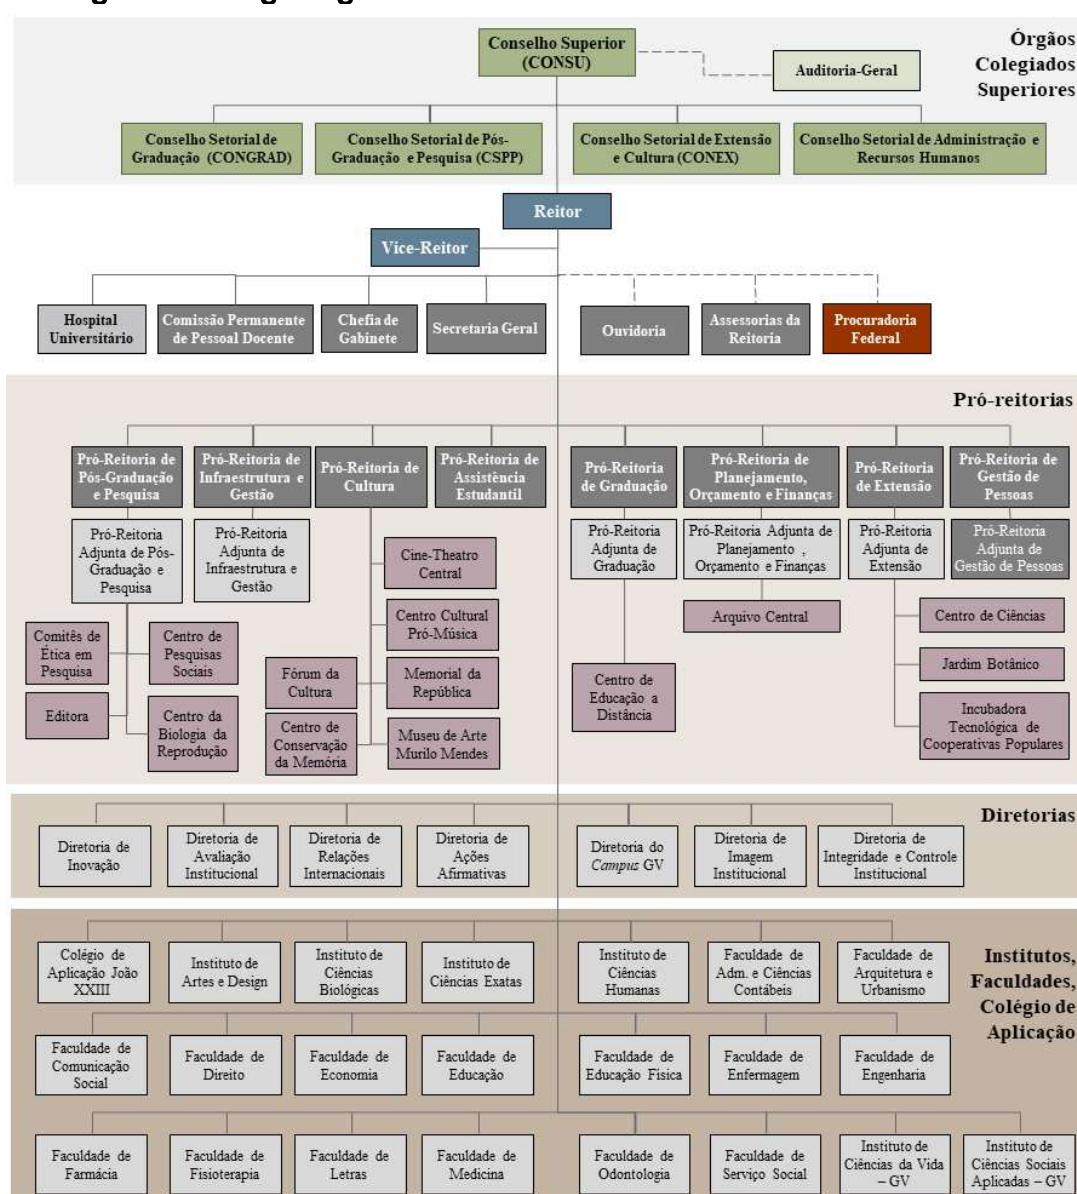 Conselho Superior
(CONSU)
Auditoria-Geral
Órgãos
Colegiados
Superiores
Conselho Setorial de
Graduação (CONGRAD)
Conselho Setorial de Pós-
Graduação e Pesquisa (CSPP)
Conselho Setorial de Extensão
e Cultura (CONEX)
Conselho Setorial de Administração e
Recursos Humanos
Reitor
Vice-Reitor
Hospital
Universitário
Comissão Permanente
de Pessoal Docente
Chefia de
Gabinete
Secretaria Geral
Ouvidoria
Assessorias da
Reitoria
Procuradoria
Federal
Pró-reitorias
Pró-Reitoria de
Pós-Graduação
e Pesquisa
Pró-Reitoria de
Infraestrutura e
Gestão
Pró-Reitoria de
Cultura
Pró-Reitoria de
Assistência
Estudantil
Pró-Reitoria
de Graduação
Pró-Reitoria de
Planejamento,
Orçamento e Finanças
Pró-Reitoria
de Extensão
Pró-Reitoria de
Gestão de
Pessoas
Pró-Reitoria
Adjunta de Pós-
Graduação e
Pesquisa
Pró-Reitoria
Adjunta de
Infraestrutura e
Gestão
Pró-Reitoria
Adjunta de
Graduação
Pró-Reitoria Adjunta de
Planejamento ,
Orçamento e Finanças
Pró-Reitoria
Adjunta de
Extensão
Pró-Reitoria
Adjunta de
Gestão de Pessoas
Cine-Theatro
Central
Centro Cultural
Pró-Música
Arquivo Central
Centro de Ciências
Comitês de
Ética em
Pesquisa
Centro de
Pesquisas
Sociais
Fórum da
Cultura
Memorial da
República
Centro de
Educação a
Distância
Jardim Botânico
Editora
Centro da
Biologia da
Reprodução
Centro de
Conservação
da Memória
Museu de Arte
Murilo Mendes
Incubadora
Tecnológica de
Cooperativas Populares
Diretorias
Diretoria de
Inovação
Diretoria de
Avaliação
Institucional
Diretoria de
Relações
Internacionais
Diretoria de
Ações
Afirmativas
Diretoria do
Campus GV
Diretoria de
Imagem
Institucional
Diretoria de
Integridade e Controle
Institucional
Institutos,
Faculdades,
Colégio de
Aplicação
Colégio de
Aplicação João
XXIII
Instituto de
Artes e Design
Instituto de
Ciências
Biológicas
Instituto de
Ciências Exatas
Instituto de
Ciências
Humanas
Faculdade de
Adm. e Ciências
Contábeis
Faculdade de
Arquitetura e
Urbanismo
Faculdade de
Comunicação
Social
Faculdade de
Direito
Faculdade de
Economia
Faculdade de
Educação
Faculdade de
Educação Física
Faculdade de
Enfermagem
Faculdade de
Engenharia
Faculdade de
Farmácia
Faculdade de
Fisioterapia
Faculdade de
Letras
Faculdade de
Medicina
Faculdade de
Odontologia
Faculdade de
Serviço Social
Instituto de
Ciências da Vida
– GV
Instituto de
Ciências Sociais
Aplicadas – GV